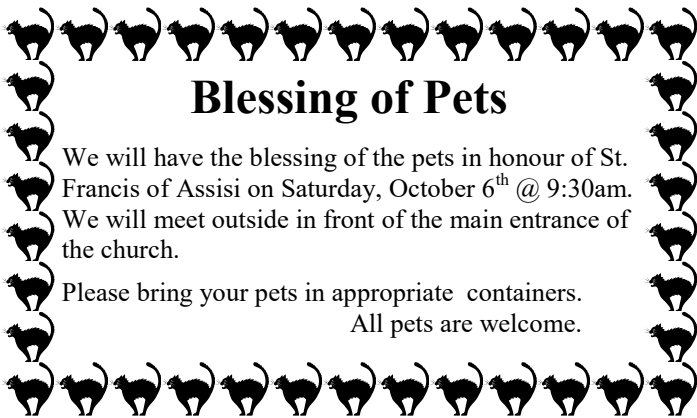 Blessing of Pets
We will have the blessing of the pets in honour of St.
Francis of Assisi on Saturday, October 6th @ 9:30am.
We will meet outside in front of the main entrance of
the church.
Please bring your pets in appropriate  containers.
All pets are welcome.